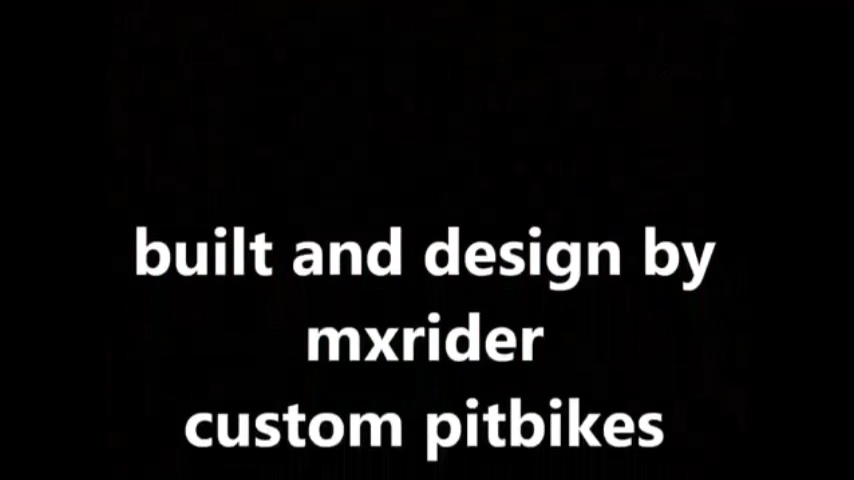 built and design by
mxrider
custom pitbikes